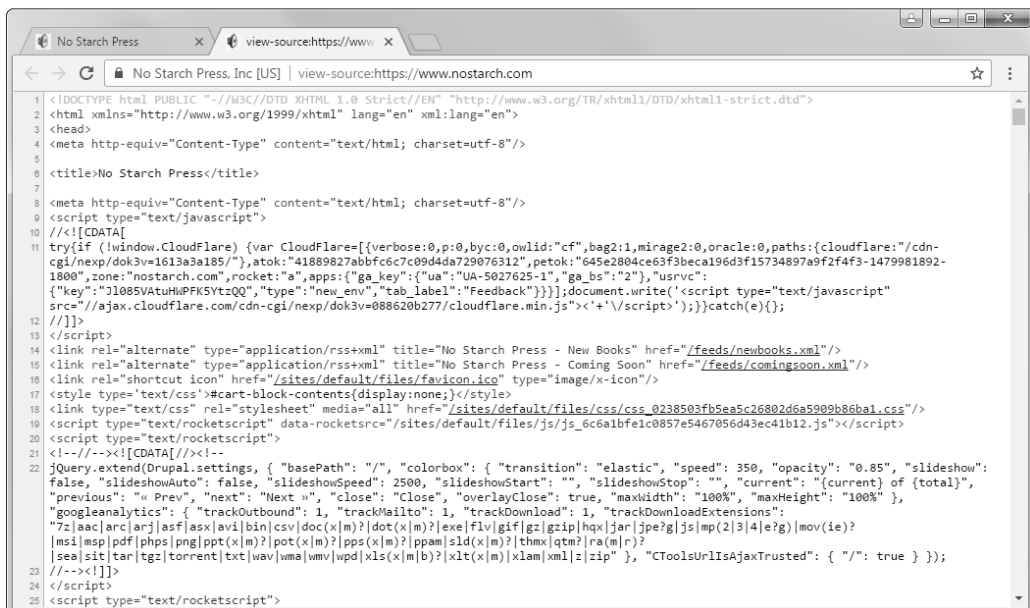 No Starch Press
view-source:https://www
No Starch Press, Inc [US] | view-source:https://www.nostarch.com
1 <!DOCTYPE html PUBLIC "-//W3C//DTD XHTML 1.0 Strict//EN" "http://www.w3.org/TR/xhtml1/DTD/xhtml1-strict.dtd">
2 <html xmlns="http://www.w3.org/1999/xhtml" lang="en" xml:lang="en">
3 <head>
4 <meta http-equiv="Content-Type" content="text/html; charset=utf-8"/>
5
6 <title>No Starch Press</title>
7
8 <meta http-equiv="Content-Type" content="text/html; charset=utf-8"/>
9 <script type="text/javascript">
10 //<![CDATA[
11 try{if (!window.CloudFlare) {var CloudFlare=[{verbose:0,p:0,byc:0,owlid:"cf",bag2:1,mirage2:0,oracle:0,paths:{cloudflare:"/cdn-
cgi/nexp/dok3v=1613a3a185/"},atok:"41889827abbfc6c7c09d4da729076312",petok:"645e2804ce63f3beca196d3f15734897a9f2f4f3-1479981892-
1800",zone:"nostarch.com",rocket:"a",apps:{"ga_key":{"ua":"UA-5027625-1","ga_bs":"2"},"usrvc":
{"key":"Jl085VAtuHWPFK5YtzQQ","type":"new_env","tab_label":"Feedback"}}}];document.write('<script type="text/javascript"
src="//ajax.cloudflare.com/cdn-cgi/nexp/dok3v=088620b277/cloudflare.min.js"><'+'\/script>');}}catch(e){};
12 //]]>
13 </script>
14 <link rel="alternate" type="application/rss+xml" title="No Starch Press - New Books" href="/feeds/newbooks.xml"/>
15 <link rel="alternate" type="application/rss+xml" title="No Starch Press - Coming Soon" href="/feeds/comingsoon.xml"/>
16 <link rel="shortcut icon" href="/sites/default/files/favicon.ico" type="image/x-icon"/>
17 <style type='text/css'>#cart-block-contents{display:none;}</style>
18 <link type="text/css" rel="stylesheet" media="all" href="/sites/default/files/css/css_0238503fb5ea5c26802d6a5909b86ba1.css"/>
19 <script type="text/rocketscript" data-rocketsrc="/sites/default/files/js/js_6c6a1bfe1c0857e5467056d43ec41b12.js"></script>
20 <script type="text/rocketscript">
21 <!--//--><![CDATA[//><!--
22 jQuery.extend(Drupal.settings, { "basePath": "/", "colorbox": { "transition": "elastic", "speed": 350, "opacity": "0.85", "slideshow":
false, "slideshowAuto": false, "slideshowSpeed": 2500, "slideshowStart": "", "slideshowStop": "", "current": "{current} of {total}",
"previous": "« Prev", "next": "Next »", "close": "Close", "overlayClose": true, "maxWidth": "100%", "maxHeight": "100%" },
"googleanalytics": { "trackOutbound": 1, "trackMailto": 1, "trackDownload": 1, "trackDownloadExtensions":
"7z|aac|arc|arj|asf|asx|avi|bin|csv|doc(x|m)?|dot(x|m)?|exe|flv|gif|gz|gzip|hqx|jar|jpe?g|js|mp(2|3|4|e?g)|mov(ie)?
|msi|msp|pdf|phps|png|ppt(x|m)?|pot(x|m)?|pps(x|m)?|ppam|sld(x|m)?|thmx|qtm?|ra(m|r)?
|sea|sit|tar|tgz|torrent|txt|wav|wma|wmv|wpd|xls(x|m|b)?|xlt(x|m)|xlam|xml|z|zip" }, "CToolsUrlIsAjaxTrusted": { "/": true } });
23 //--><!]]>
24 </script>
25 <script type="text/rocketscript">